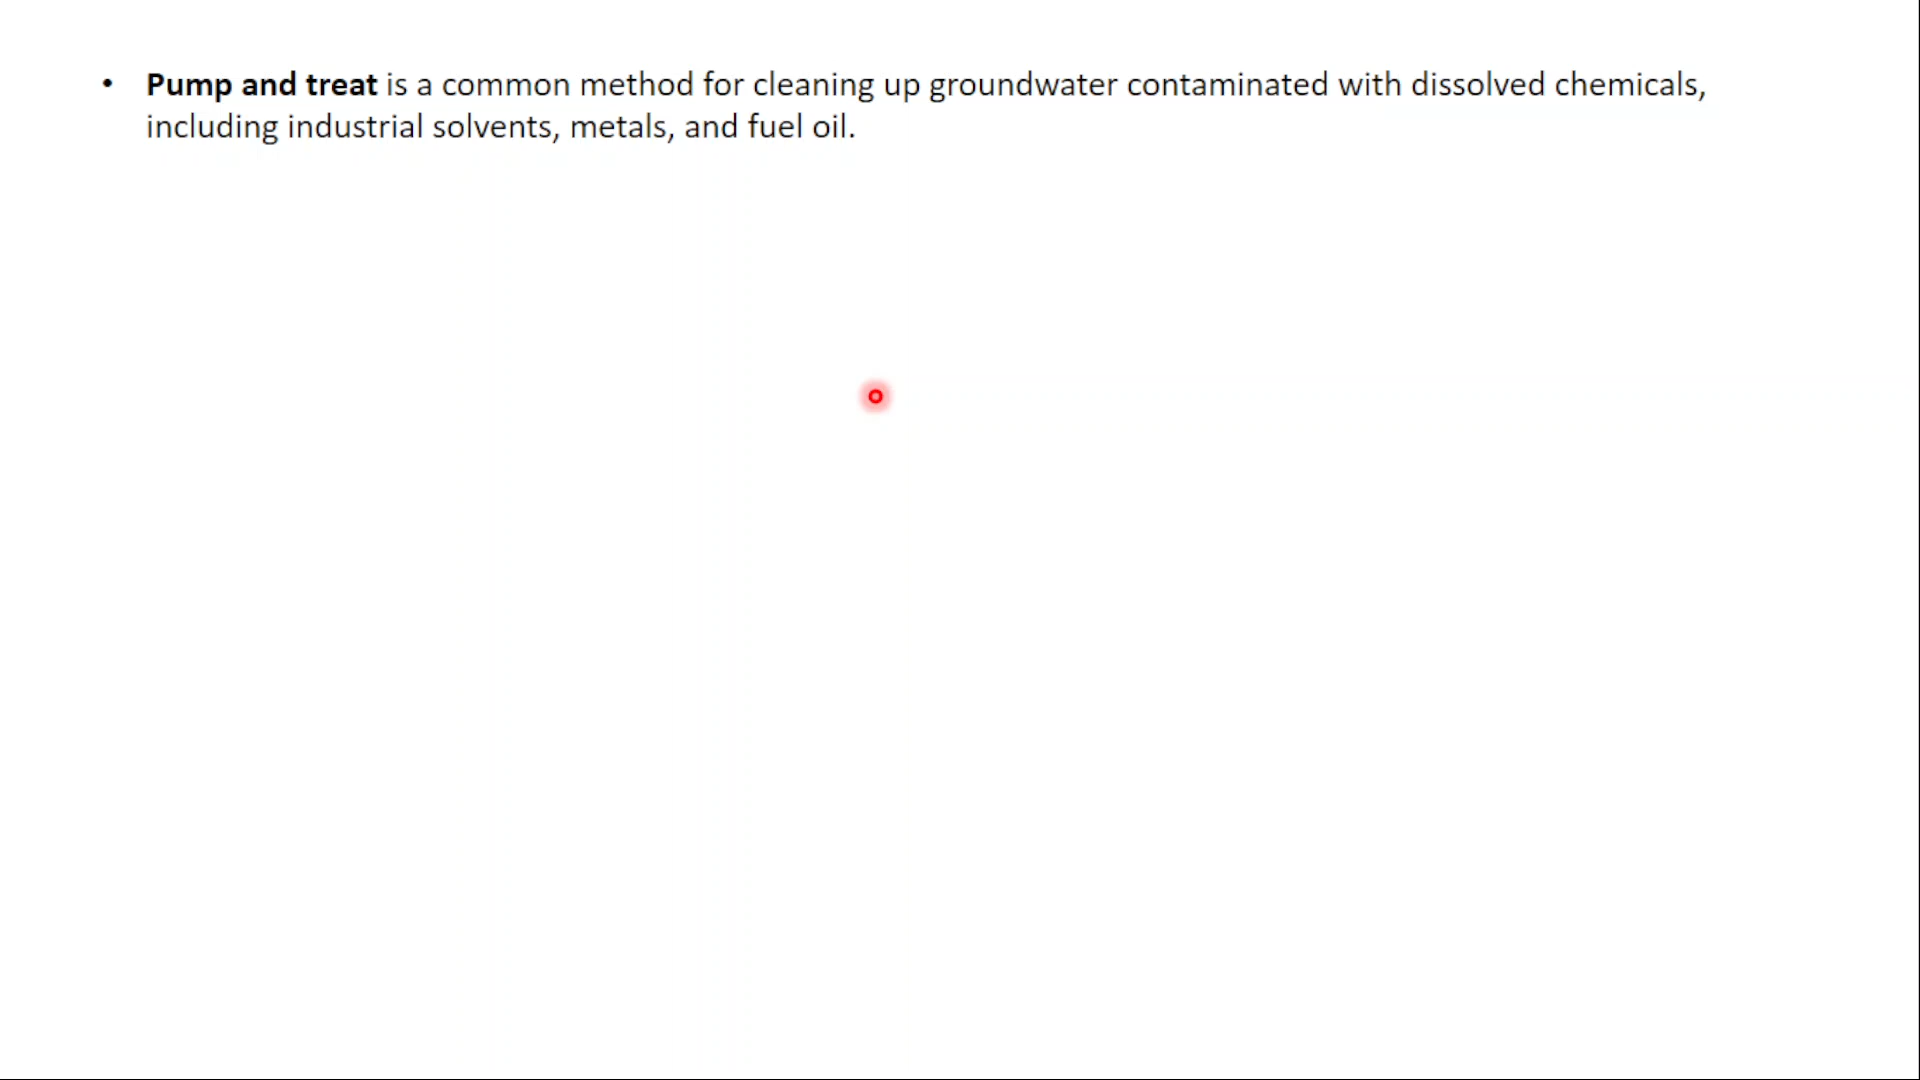 • Pump and treat is a common method for cleaning up groundwater contaminated with dissolved chemicals,
including industrial solvents, metals, and fuel oil.